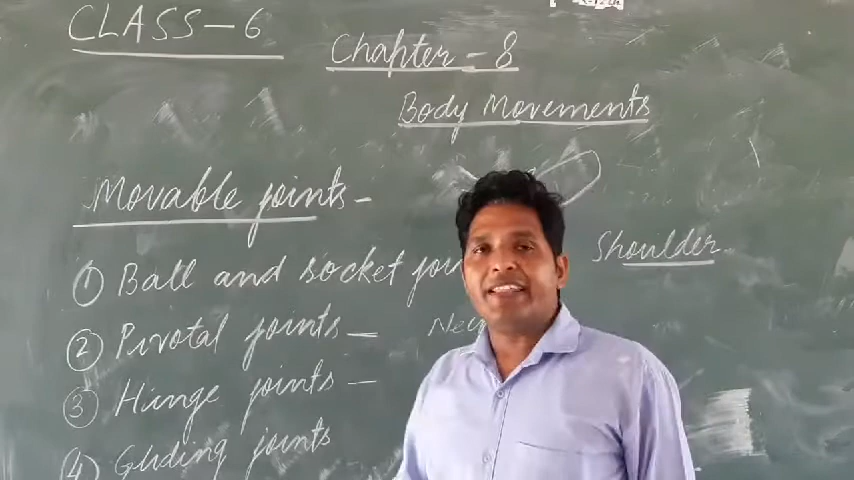 CLASS-6
Chapter-8
Body Movements
Movable joints-
① Ball and socket
Shoulder
② Pivotal joints —
③ Hinge joints —
④ Gliding joints